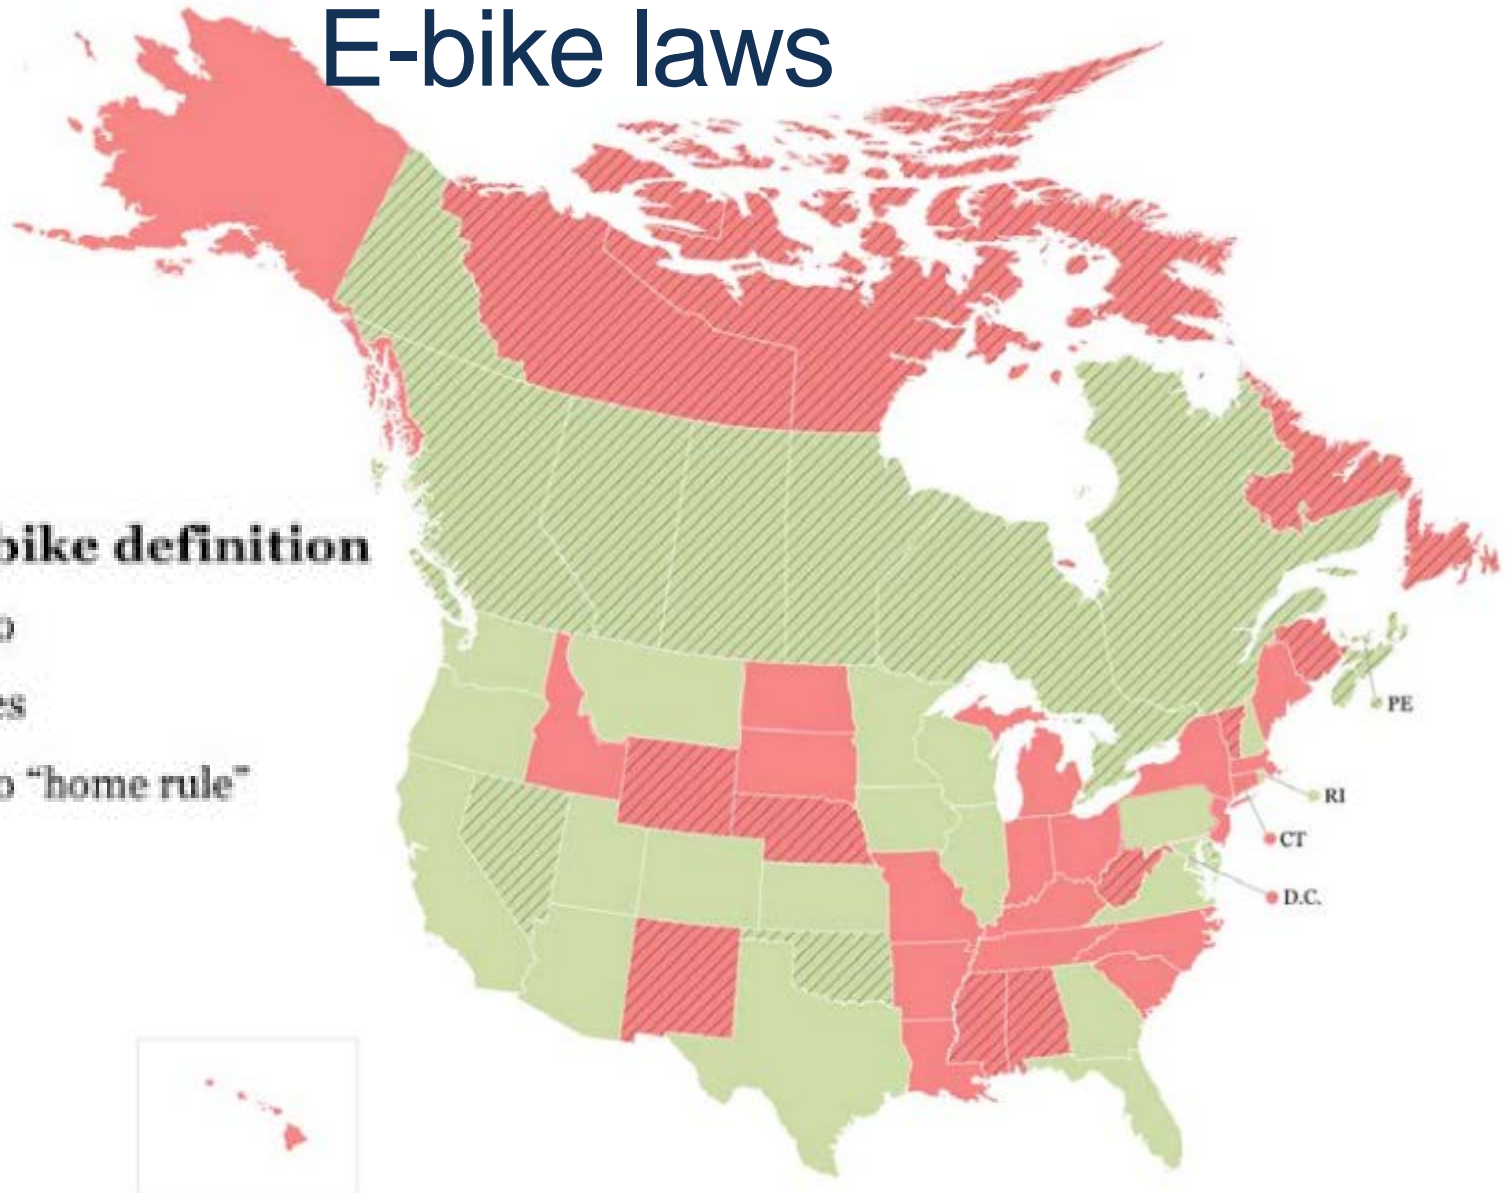 E-bike laws
bike definition
o
es
o “home rule”
PE
RI
CT
D.C.